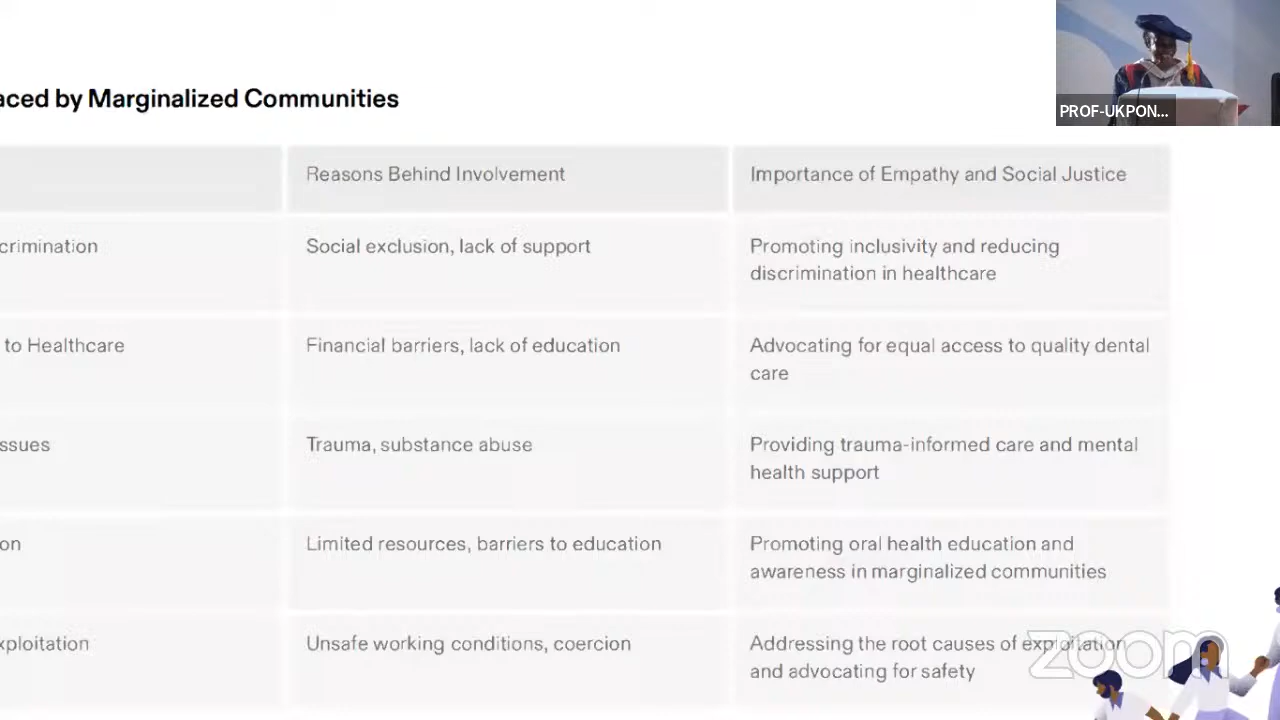 PROF-UKPON...
aced by Marginalized Communities
Reasons Behind Involvement
Importance of Empathy and Social Justice
crimination
Social exclusion, lack of support
Promoting inclusivity and reducing
discrimination in healthcare
to Healthcare
Financial barriers, lack of education
Advocating for equal access to quality dental
care
ssues
Trauma, substance abuse
Providing trauma-informed care and mental
health support
on
Limited resources, barriers to education
Promoting oral health education and
awareness in marginalized communities
xploitation
Unsafe working conditions, coercion
Addressing the root causes of exploitation
and advocating for safety
zoom